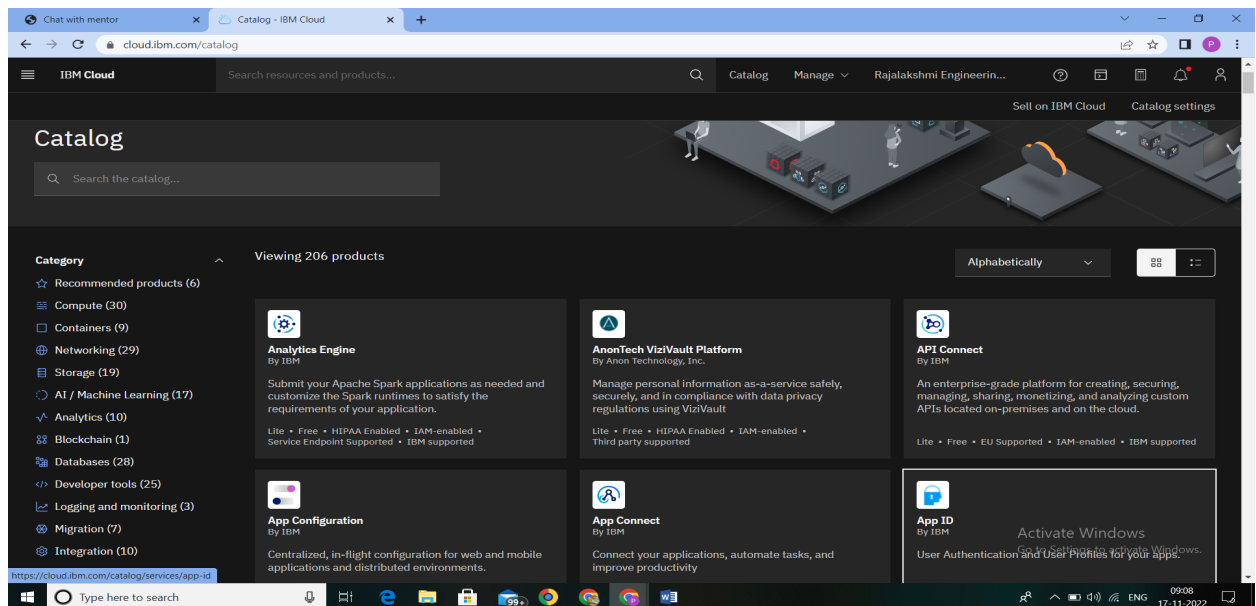 Chat with mentor
Catalog - IBM Cloud
cloud.ibm.com/catalog
P
IBM Cloud
Search resources and products...
Catalog
Manage
Rajalakshmi Engineerin...
Sell on IBM Cloud
Catalog settings
Catalog
Search the catalog...
Category
Recommended products (6)
Compute (30)
Containers (9)
Networking (29)
Storage (19)
AI / Machine Learning (17)
Analytics (10)
Blockchain (1)
Databases (28)
Developer tools (25)
Logging and monitoring (3)
Migration (7)
Integration (10)
Viewing 206 products
Alphabetically
Analytics Engine
By IBM
Submit your Apache Spark applications as needed and
customize the Spark runtimes to satisfy the
requirements of your application.
Lite • Free • HIPAA Enabled • IAM-enabled •
Service Endpoint Supported • IBM supported
AnonTech ViziVault Platform
By Anon Technology, Inc.
Manage personal information as-a-service safely,
securely, and in compliance with data privacy
regulations using ViziVault
Lite • Free • HIPAA Enabled • IAM-enabled •
Third party supported
API Connect
By IBM
An enterprise-grade platform for creating, securing,
managing, sharing, monetizing, and analyzing custom
APIs located on-premises and on the cloud.
Lite • Free • EU Supported • IAM-enabled • IBM supported
App Configuration
By IBM
Centralized, in-flight configuration for web and mobile
applications and distributed environments.
App Connect
By IBM
Connect your applications, automate tasks, and
improve productivity
App ID
By IBM
User Authentication and User Profiles for your apps.
Activate Windows
Go to Settings to activate Windows.
https://cloud.ibm.com/catalog/services/app-id
Type here to search
99+
ENG
09:08
17-11-2022